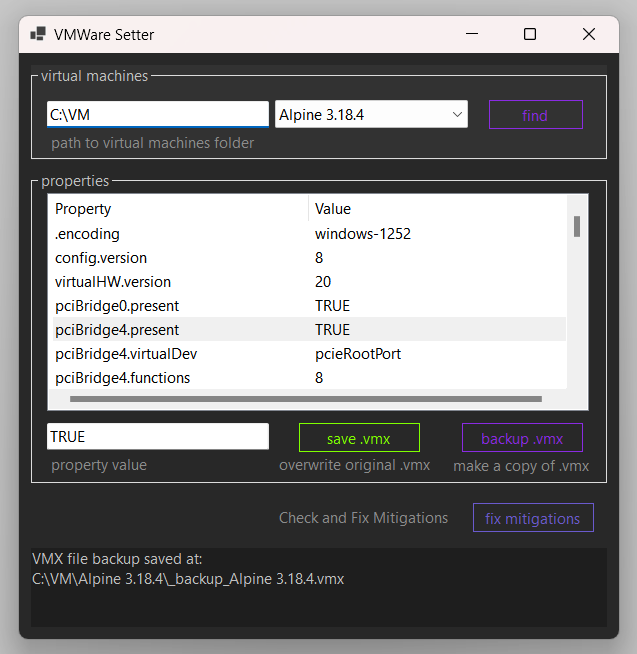 VMWare Setter
virtual machines
C:\VM
Alpine 3.18.4
find
path to virtual machines folder
properties
Property Value
.encoding windows-1252
config.version 8
virtualHW.version 20
pciBridge0.present TRUE
pciBridge4.present TRUE
pciBridge4.virtualDev pcieRootPort
pciBridge4.functions 8
TRUE
save .vmx
backup .vmx
property value
overwrite original .vmx
make a copy of .vmx
Check and Fix Mitigations
fix mitigations
VMX file backup saved at:
C:\VM\Alpine 3.18.4\_backup_Alpine 3.18.4.vmx